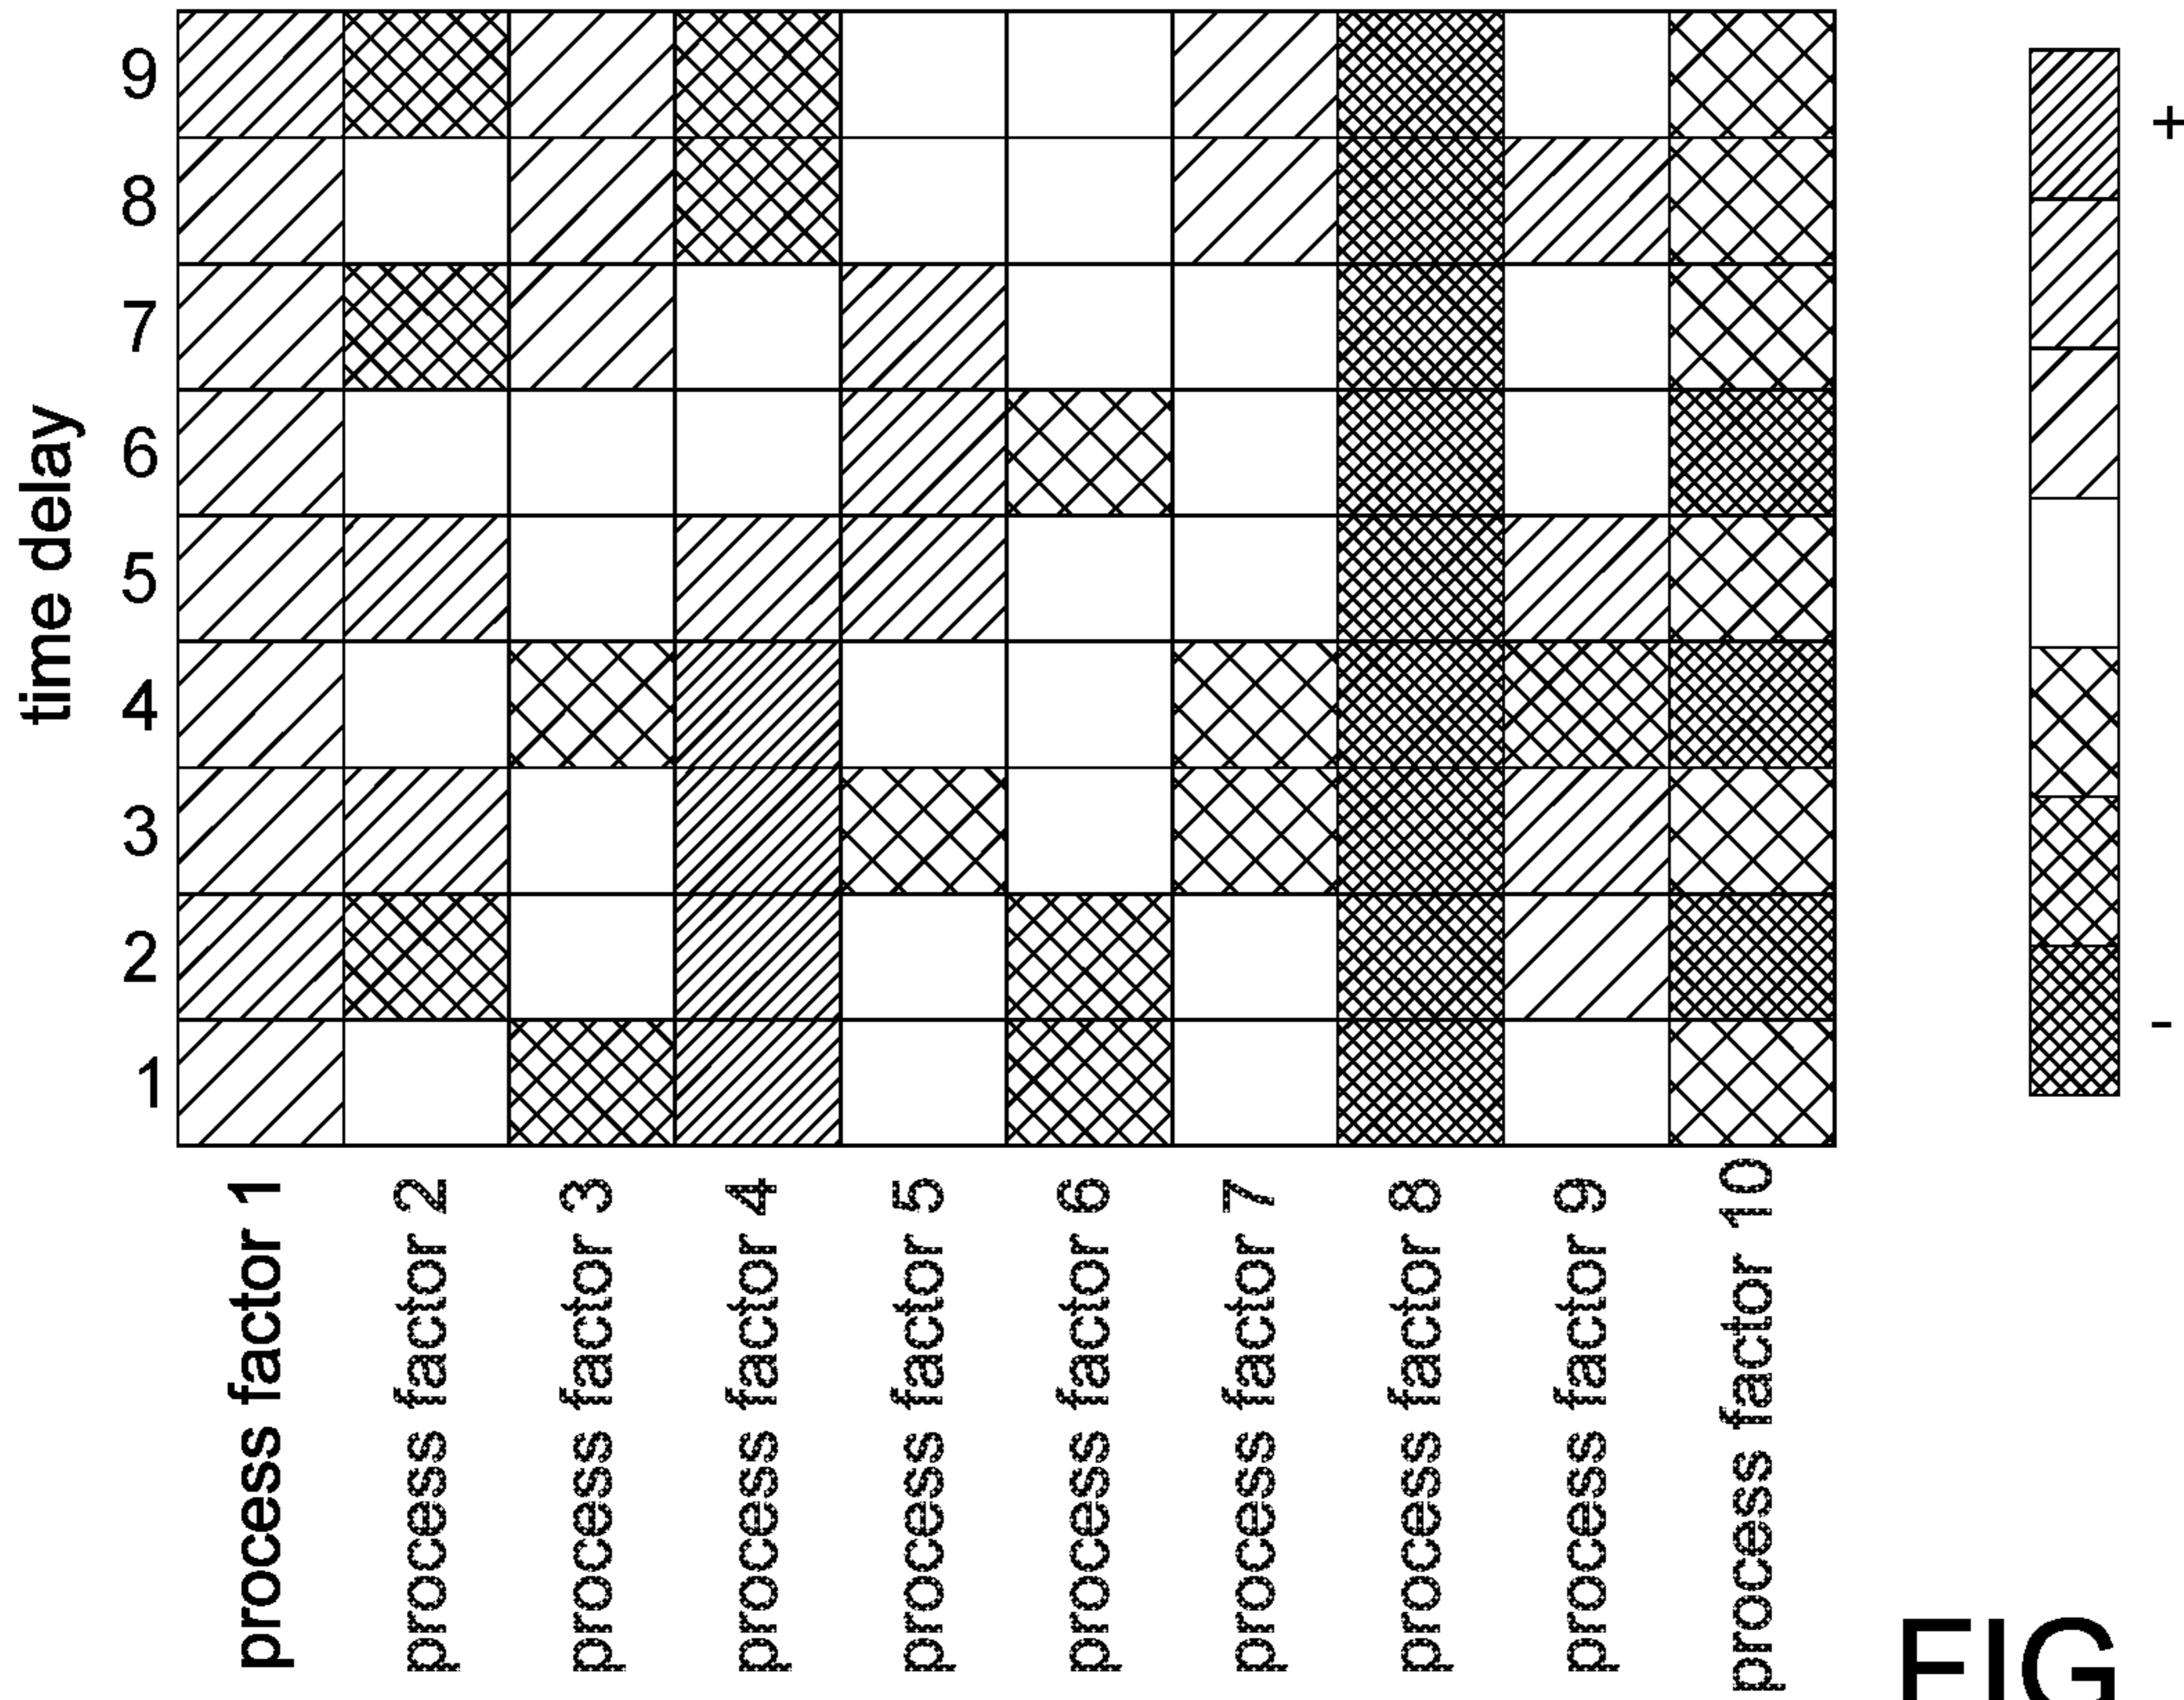 time delay
9
8
7
6
5
4
3
2
1
process factor 1
process factor 2
process factor 3
process factor 4
process factor 5
process factor 6
process factor 7
process factor 8
process factor 9
process factor 10
+
-
FIG